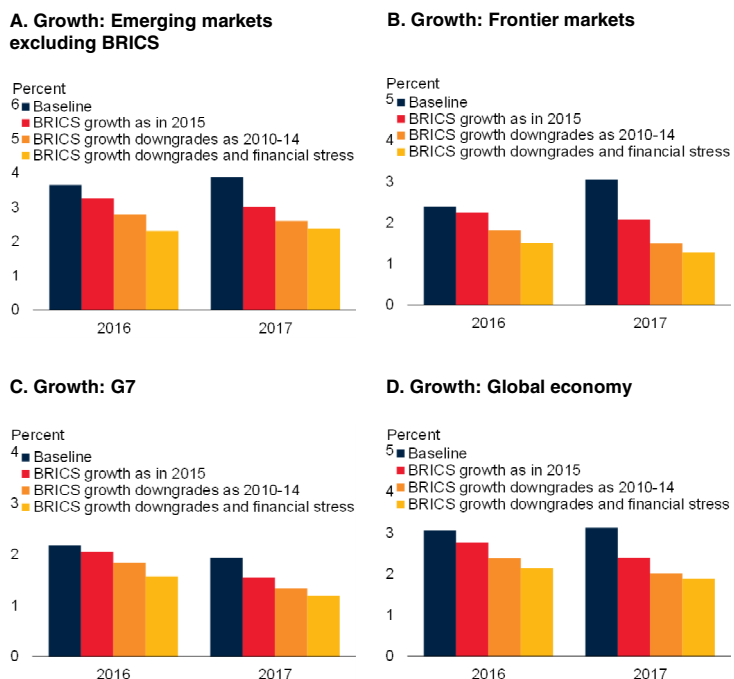 A. Growth: Emerging markets
excluding BRICS
Percent
6
Baseline
BRICS growth as in 2015
5
BRICS growth downgrades as 2010-14
BRICS growth downgrades and financial stress
4
3
2
1
0
2016
2017
B. Growth: Frontier markets
Percent
5
Baseline
BRICS growth as in 2015
BRICS growth downgrades as 2010-14
4
BRICS growth downgrades and financial stress
3
2
1
0
2016
2017
C. Growth: G7
Percent
4
Baseline
BRICS growth as in 2015
BRICS growth downgrades as 2010-14
3
BRICS growth downgrades and financial stress
2
1
0
2016
2017
D. Growth: Global economy
Percent
5
Baseline
BRICS growth as in 2015
BRICS growth downgrades as 2010-14
4
BRICS growth downgrades and financial stress
3
2
1
0
2016
2017